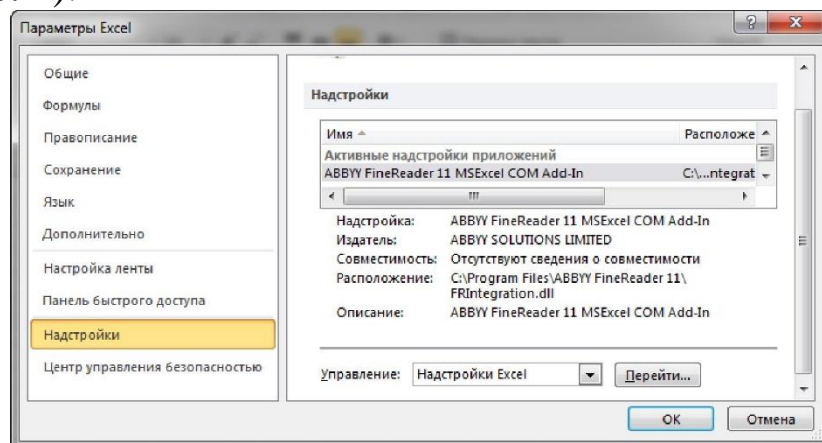 Параметры Excel
Общие
Формулы
Правописание
Сохранение
Язык
Дополнительно
Настройка ленты
Панель быстрого доступа
Надстройки
Центр управления безопасностью
Надстройки
Имя Расположе
Активные надстройки приложений
ABBYY FineReader 11 MSExcel COM Add-In C:\...ntegrat
Надстройка: ABBYY FineReader 11 MSExcel COM Add-In
Издатель: ABBYY SOLUTIONS LIMITED
Совместимость: Отсутствуют сведения о совместимости
Расположение: C:\Program Files\ABBYY FineReader 11\
FRIntegration.dll
Описание: ABBYY FineReader 11 MSExcel COM Add-In
Управление: Надстройки Excel Перейти...
ОК Отмена